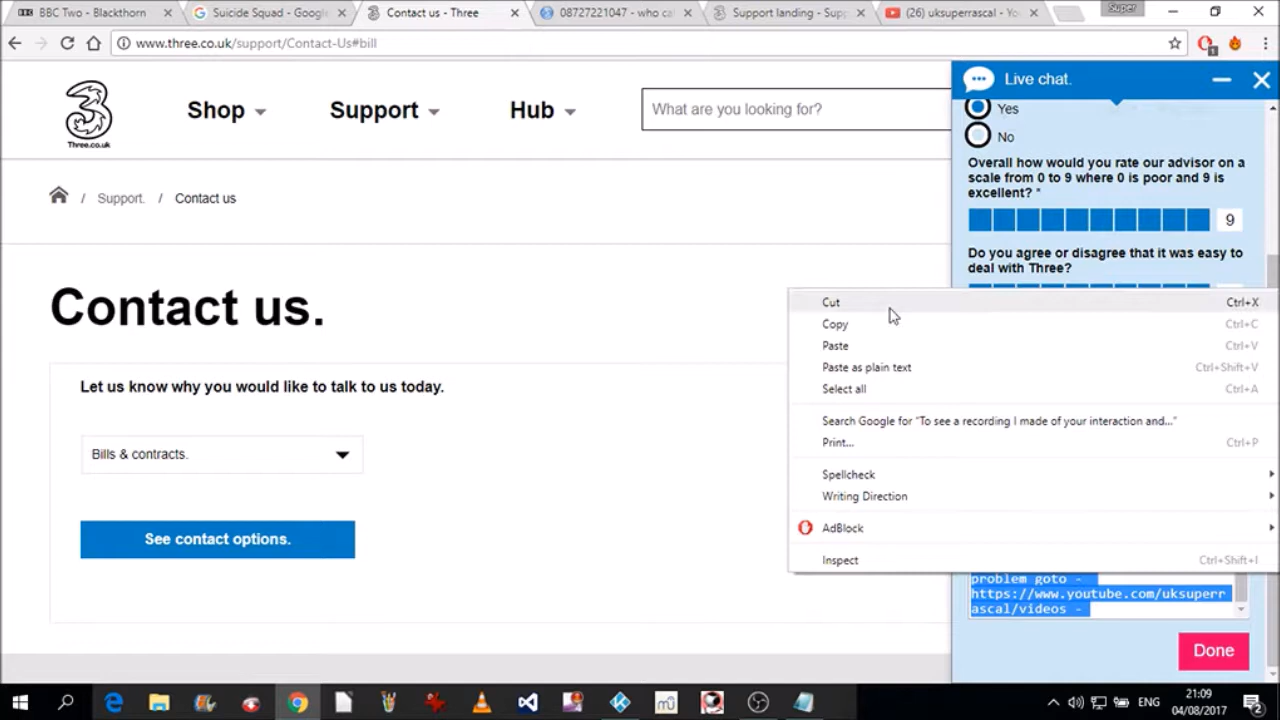 BBC Two - Blackthorn
Suicide Squad - Google
Contact us - Three
08727221047 - who cal
Support landing - Supp
(26) uksuperrascal - Yo
Super
www.three.co.uk/support/Contact-Us#bill
1
Three.co.uk
Shop
Support
Hub
What are you looking for?
/ Support. / Contact us
Contact us.
Let us know why you would like to talk to us today.
Bills & contracts.
See contact options.
Live chat.
Yes
No
Overall how would you rate our advisor on a
scale from 0 to 9 where 0 is poor and 9 is
excellent? *
9
Do you agree or disagree that it was easy to
deal with Three?
Cut Ctrl+X
Copy Ctrl+C
Paste Ctrl+V
Paste as plain text Ctrl+Shift+V
Select all Ctrl+A
Search Google for "To see a recording I made of your interaction and..."
Print... Ctrl+P
Spellcheck
Writing Direction
AdBlock
Inspect Ctrl+Shift+I
problem goto -
https://www.youtube.com/uksuperr
ascal/videos -
Done
ENG
21:09
04/08/2017
2